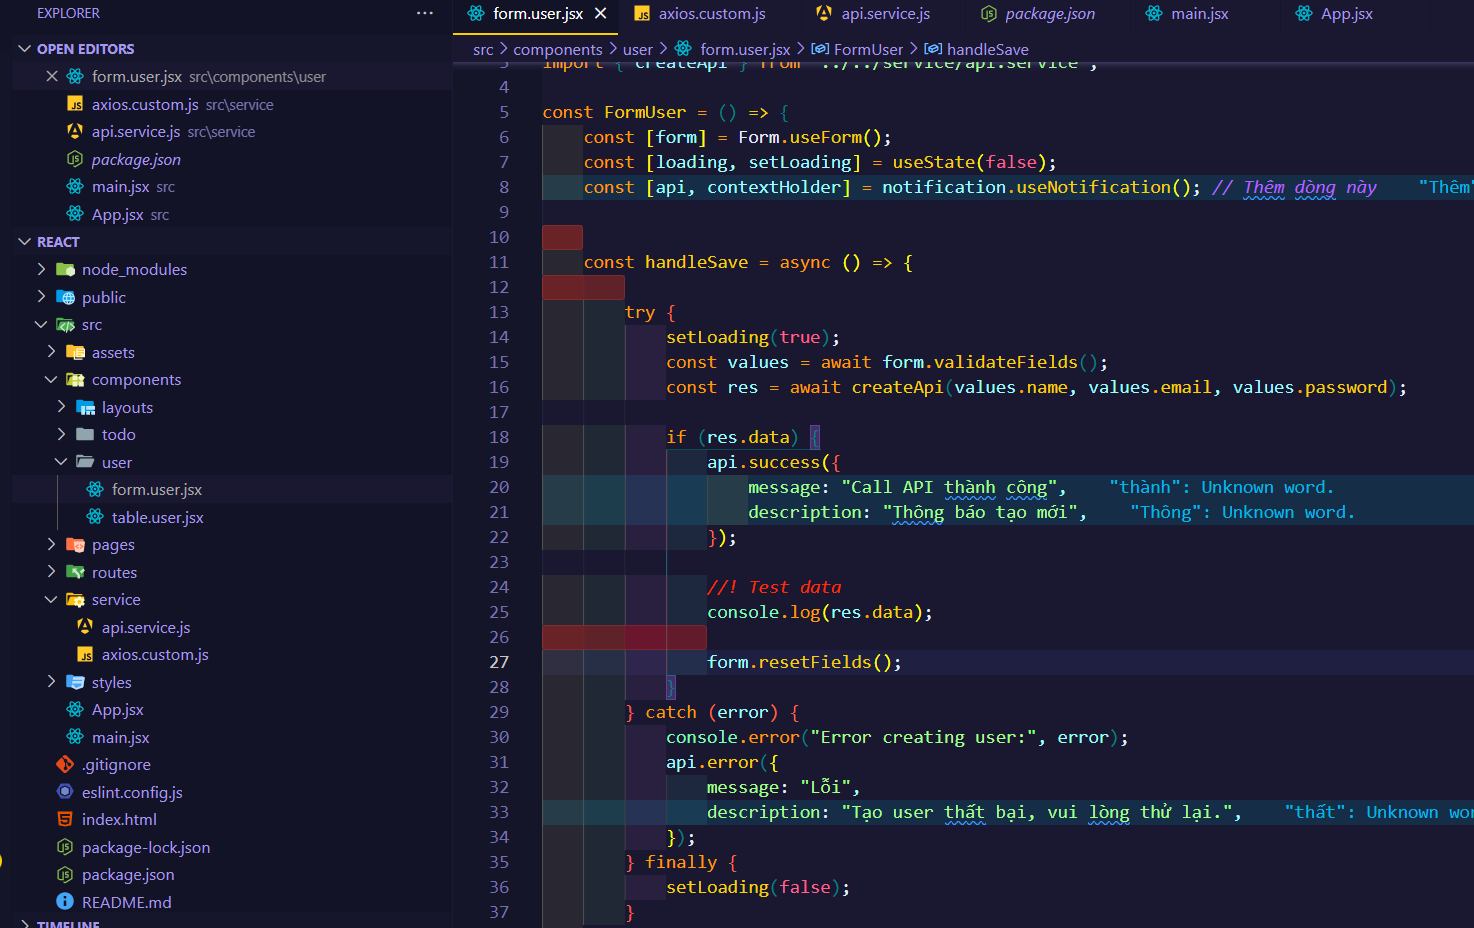 EXPLORER ···
OPEN EDITORS
form.user.jsx src\components\user
axios.custom.js src\service
api.service.js src\service
package.json
main.jsx src
App.jsx src
REACT
node_modules
public
src
assets
components
layouts
todo
user
form.user.jsx
table.user.jsx
pages
routes
service
api.service.js
axios.custom.js
styles
App.jsx
main.jsx
.gitignore
eslint.config.js
index.html
package-lock.json
package.json
README.md
TIMELINE
form.user.jsx axios.custom.js api.service.js package.json main.jsx App.jsx
src > components > user > form.user.jsx > FormUser > handleSave
3 import { createApi } from "../../service/api.service";
4
5 const FormUser = () => {
6 const [form] = Form.useForm();
7 const [loading, setLoading] = useState(false);
8 const [api, contextHolder] = notification.useNotification(); // Thêm dòng này "Thêm"
9
10
11 const handleSave = async () => {
12
13 try {
14 setLoading(true);
15 const values = await form.validateFields();
16 const res = await createApi(values.name, values.email, values.password);
17
18 if (res.data) {
19 api.success({
20 message: "Call API thành công", "thành": Unknown word.
21 description: "Thông báo tạo mới", "Thông": Unknown word.
22 });
23
24 //! Test data
25 console.log(res.data);
26
27 form.resetFields();
28 }
29 } catch (error) {
30 console.error("Error creating user:", error);
31 api.error({
32 message: "Lỗi",
33 description: "Tạo user thất bại, vui lòng thử lại.", "thất": Unknown wor
34 });
35 } finally {
36 setLoading(false);
37 }